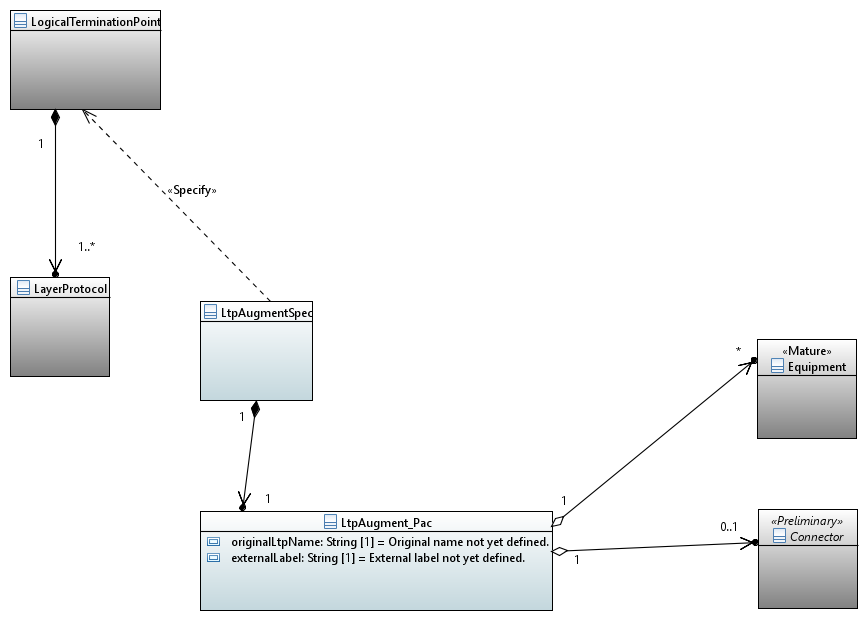 LogicalTerminationPoint
1
«Specify»
1..*
LayerProtocol
LtpAugmentSpec
*
«Mature»
Equipment
1
1
1
LtpAugment_Pac
originalLtpName: String [1] = Original name not yet defined.
externalLabel: String [1] = External label not yet defined.
0..1
1
«Preliminary»
Connector